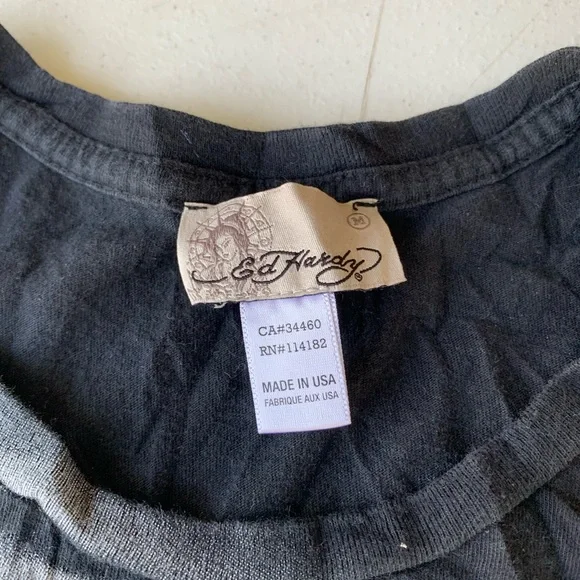 M
Ed Hardy
CA#34460
RN#114182
MADE IN USA
FABRIQUE AUX USA